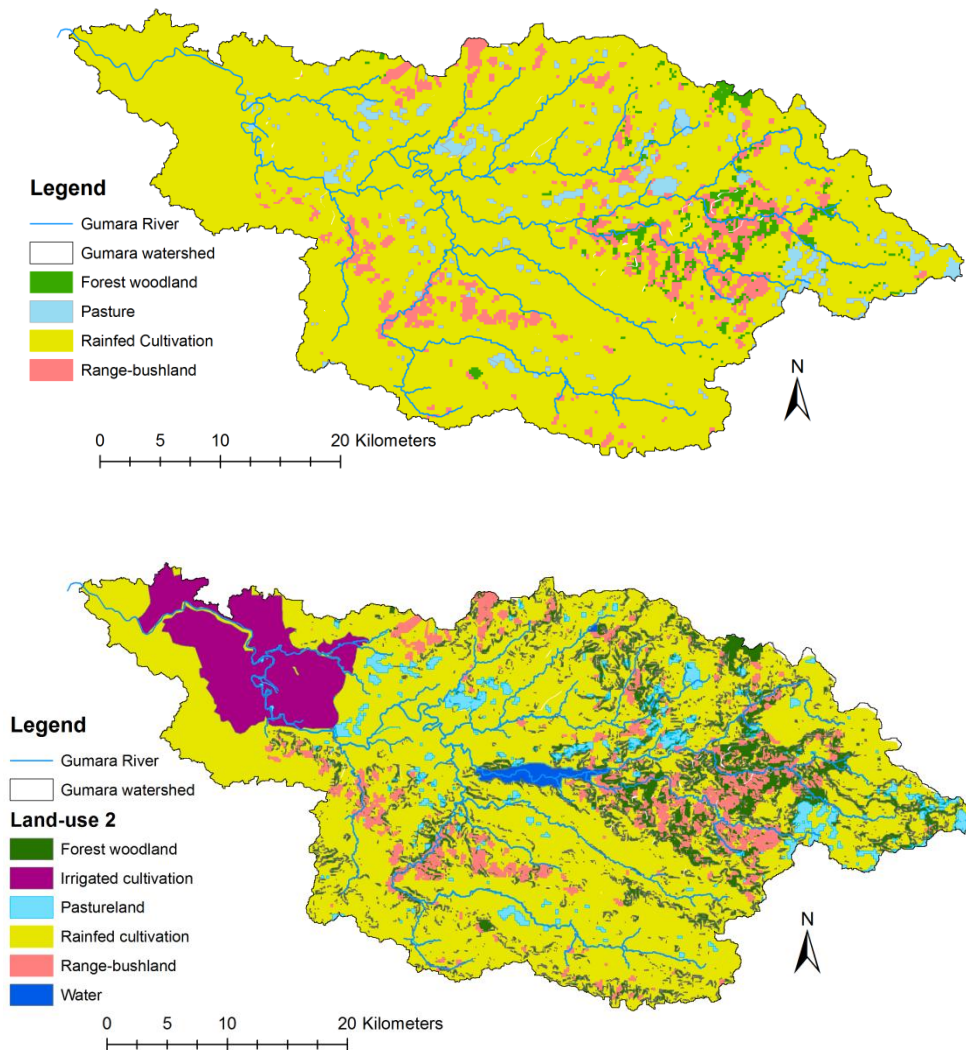 Legend
Gumara River
Gumara watershed
Forest woodland
Pasture
Rainfed Cultivation
Range-bushland
N
0 5 10 20 Kilometers
Legend
Gumara River
Gumara watershed
Land-use 2
Forest woodland
Irrigated cultivation
Pastureland
Rainfed cultivation
Range-bushland
Water
N
0 5 10 20 Kilometers